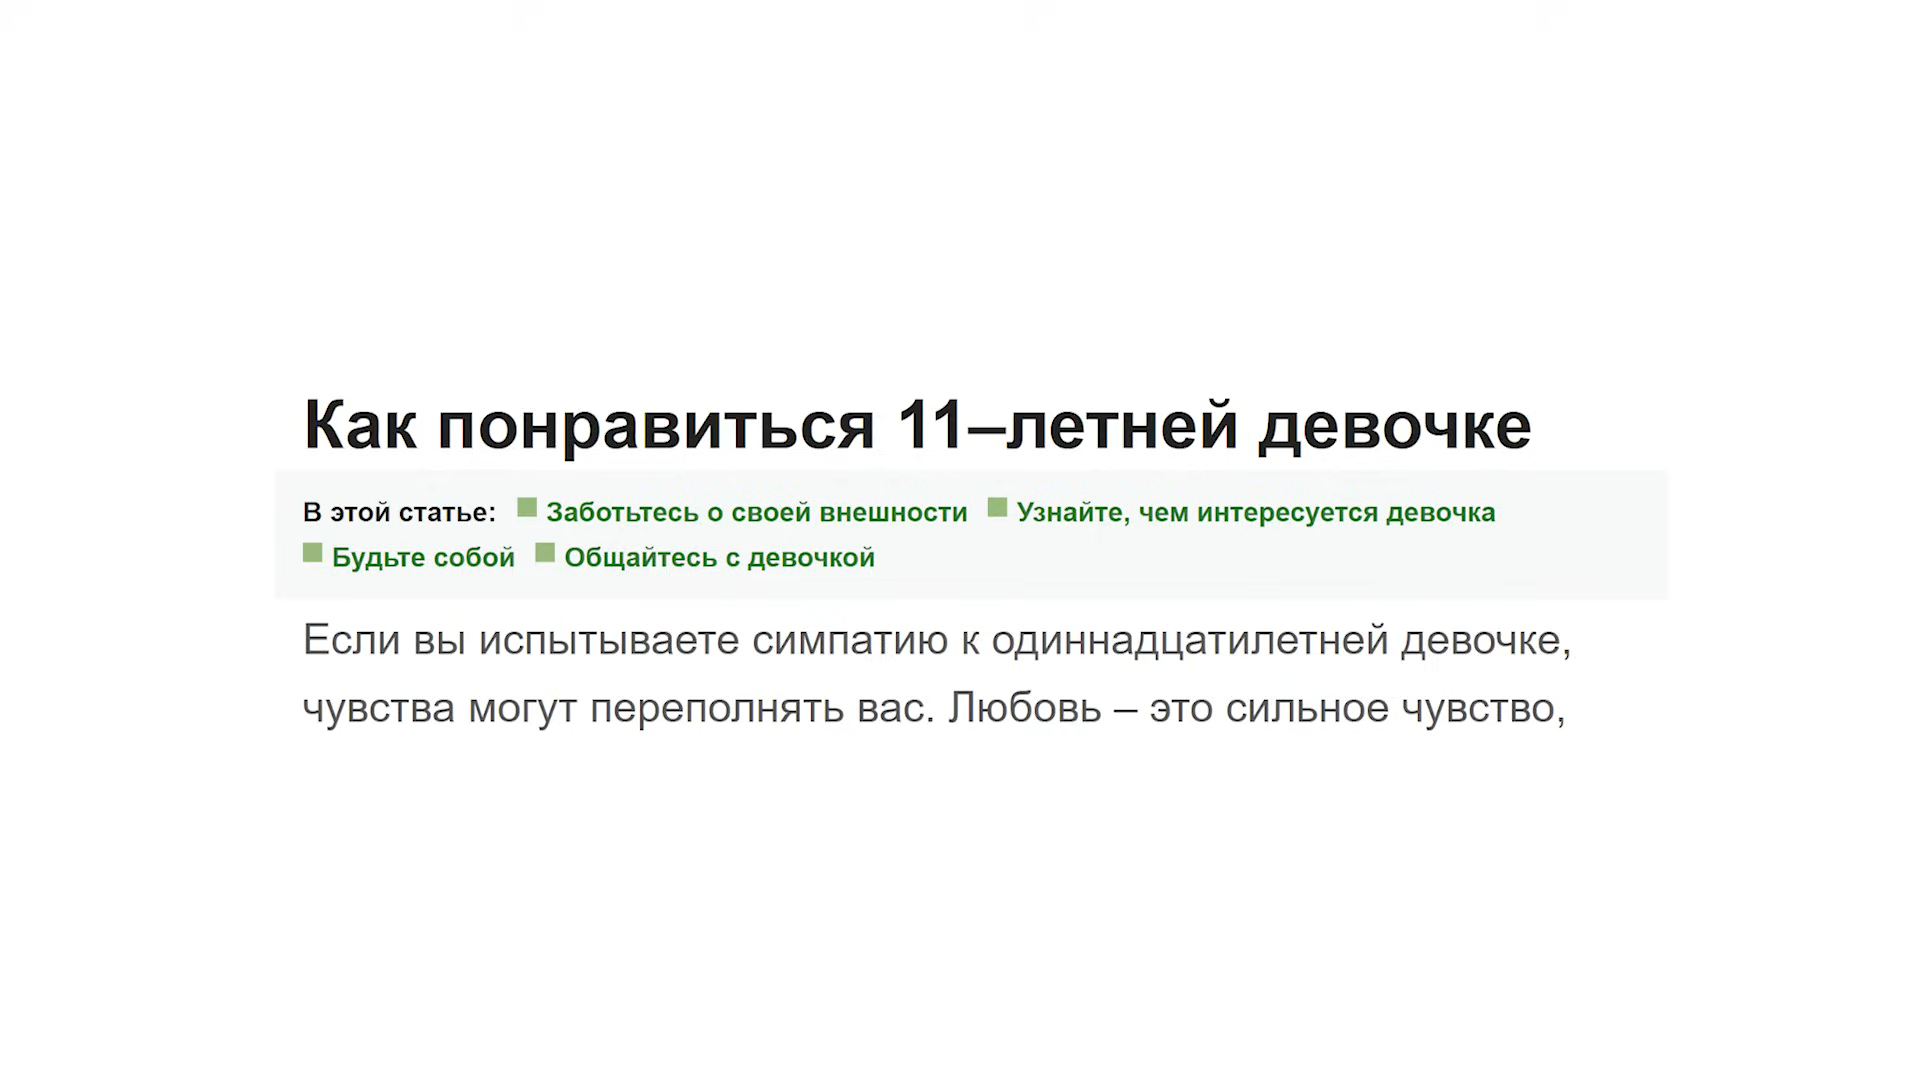 Как понравиться 11–летней девочке
В этой статье: Заботьтесь о своей внешности Узнайте, чем интересуется девочка
Будьте собой Общайтесь с девочкой
Если вы испытываете симпатию к одиннадцатилетней девочке,
чувства могут переполнять вас. Любовь – это сильное чувство,